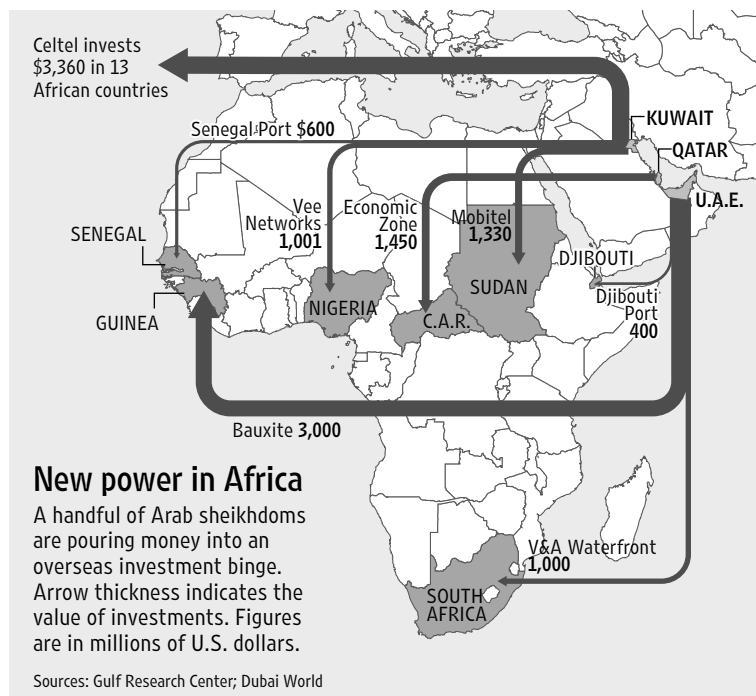 Celtel invests
$3,360 in 13
African countries
Senegal Port $600
KUWAIT
QATAR
U.A.E.
Vee
Networks
1,001
Economic
Zone
1,450
Mobitel
1,330
SENEGAL
GUINEA
NIGERIA
C.A.R.
SUDAN
DJIBOUTI
Djibouti
Port
400
Bauxite 3,000
New power in Africa
A handful of Arab sheikhdoms
are pouring money into an
overseas investment binge.
Arrow thickness indicates the
value of investments. Figures
are in millions of U.S. dollars.
V&A Waterfront
1,000
SOUTH
AFRICA
Sources: Gulf Research Center; Dubai World